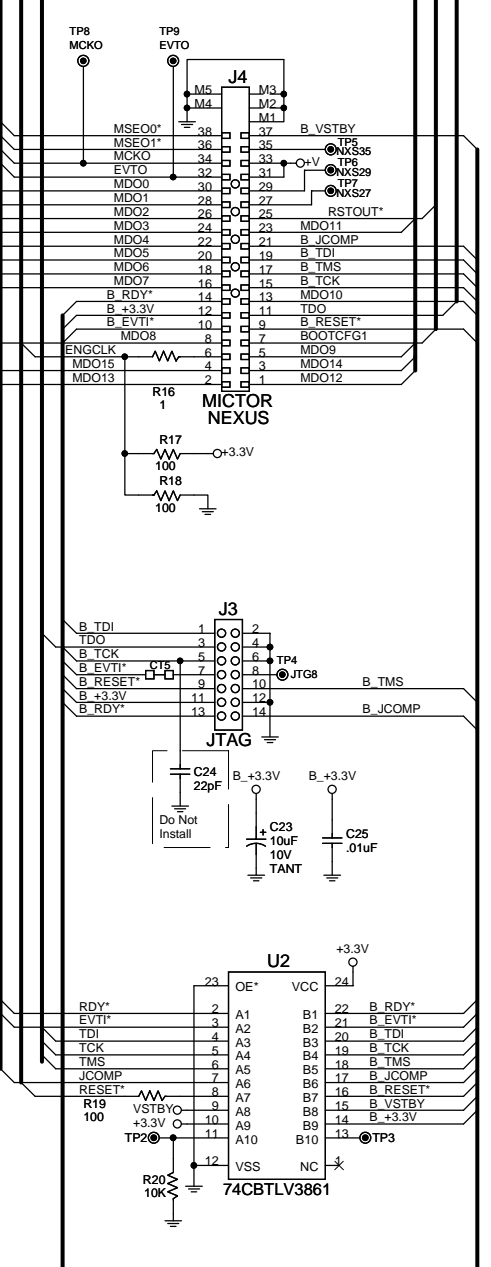 TP8 TP9
MCKO EVTO
J4
M5 M3
M4 M2
M1
MSEO0* 38 37 B_VSTBY
MSEO1* 36 35 TP5 NXS35
MCKO 34 33 +V TP6
EVTO 32 31 NXS29
MDO0 30 29 TP7
MDO1 28 27 NXS27
MDO2 26 25 RSTOUT*
MDO3 24 23 MDO11
MDO4 22 21 B_JCOMP
MDO5 20 19 B_TDI
MDO6 18 17 B_TMS
MDO7 16 15 B_TCK
B_RDY* 14 13 MDO10
B_+3.3V 12 11 TDO
B_EVTI* 10 9 B_RESET*
MDO8 8 7 BOOTCFG1
ENGCLK 6 5 MDO9
MDO15 4 3 MDO14
MDO13 2 1 MDO12
R16
1
MICTOR
NEXUS
R17
100 +3.3V
R18
100
J3
B_TDI 1 2
TDO 3 4
B_TCK 5 6 TP4
B_EVTI* CT5 7 8 JTG8
B_RESET* 9 10 B_TMS
B_+3.3V 11 12
B_RDY* 13 14 B_JCOMP
JTAG
C24
22pF
Do Not
Install
B_+3.3V B_+3.3V
+ C23
10uF
10V
TANT
C25
.01uF
+3.3V
U2
23 OE* VCC 24
RDY* 2 A1 B1 22 B_RDY*
EVTI* 3 A2 B2 21 B_EVTI*
TDI 4 A3 B3 20 B_TDI
TCK 5 A4 B4 19 B_TCK
TMS 6 A5 B5 18 B_TMS
JCOMP 7 A6 B6 17 B_JCOMP
RESET* 8 A7 B7 16 B_RESET*
R19
100
VSTBY 9 A8 B8 15 B_VSTBY
+3.3V 10 A9 B9 14 B_+3.3V
TP2 11 A10 B10 13 TP3
12 VSS NC 1
R20
10K
74CBTLV3861